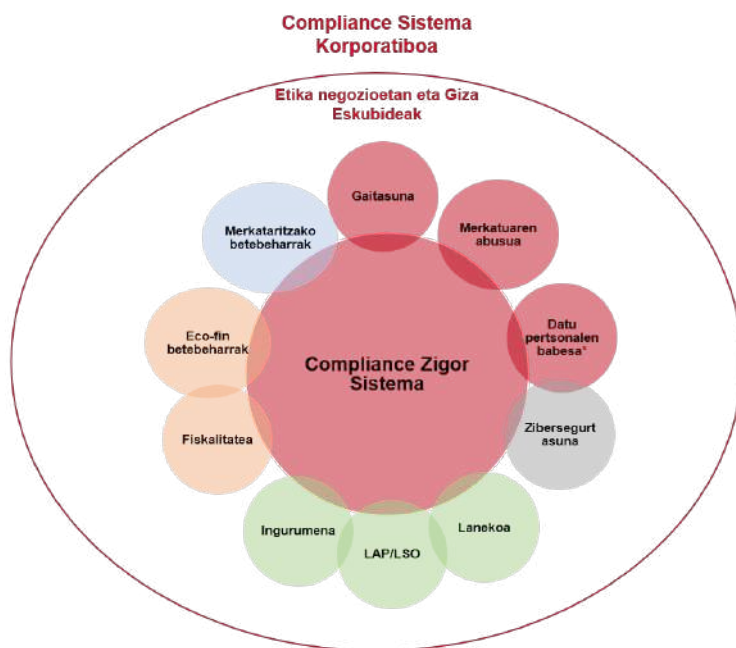 Compliance Sistema
Korporatiboa
Etika negozioetan eta Giza
Eskubideak
Gaitasuna
Merkataritzako
betebeharrak
Merkatuaren
abusua
Eco-fin
betebeharrak
Datu
pertsonalen
babesa*
Compliance Zigor
Sistema
Fiskalitatea
Zibersegurt
asuna
Ingurumena
LAP/LSO
Lanekoa